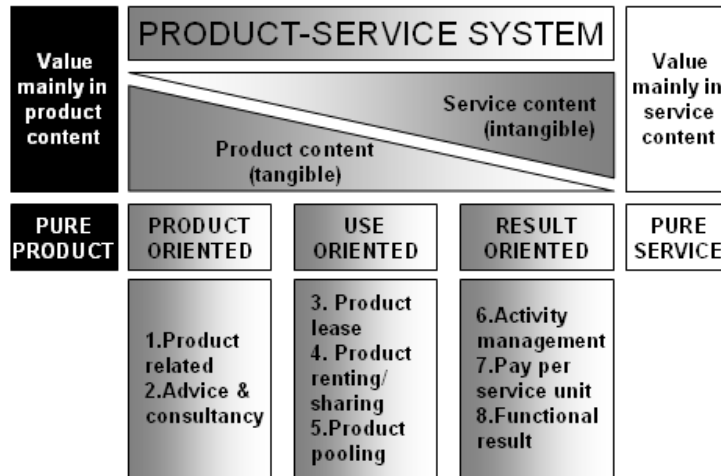 PRODUCT-SERVICE SYSTEM
Value
mainly in
product
content
Service content
(intangible)
Product content
(tangible)
Value
mainly in
service
content
PURE
PRODUCT
PRODUCT
ORIENTED
USE
ORIENTED
RESULT
ORIENTED
PURE
SERVICE
1.Product
related
2.Advice &
consultancy
3. Product
lease
4. Product
renting/
sharing
5.Product
pooling
6.Activity
management
7.Pay per
service unit
8.Functional
result